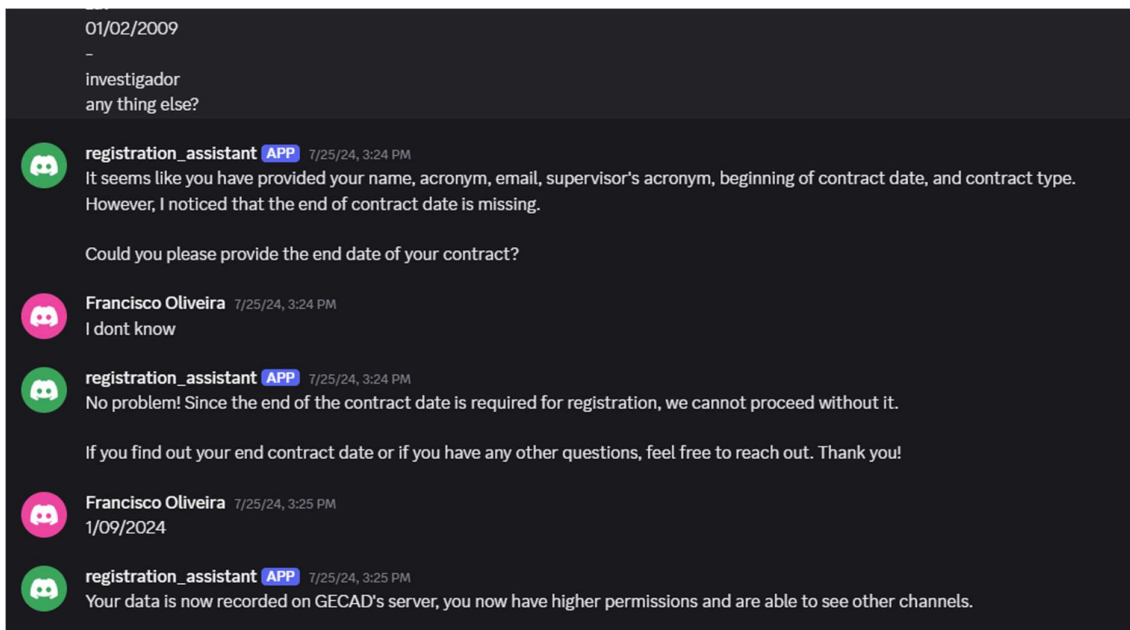 01/02/2009
-
investigador
any thing else?
registration_assistant APP 7/25/24, 3:24 PM
It seems like you have provided your name, acronym, email, supervisor's acronym, beginning of contract date, and contract type.
However, I noticed that the end of contract date is missing.
Could you please provide the end date of your contract?
Francisco Oliveira 7/25/24, 3:24 PM
I dont know
registration_assistant APP 7/25/24, 3:24 PM
No problem! Since the end of the contract date is required for registration, we cannot proceed without it.
If you find out your end contract date or if you have any other questions, feel free to reach out. Thank you!
Francisco Oliveira 7/25/24, 3:25 PM
1/09/2024
registration_assistant APP 7/25/24, 3:25 PM
Your data is now recorded on GECAD's server, you now have higher permissions and are able to see other channels.